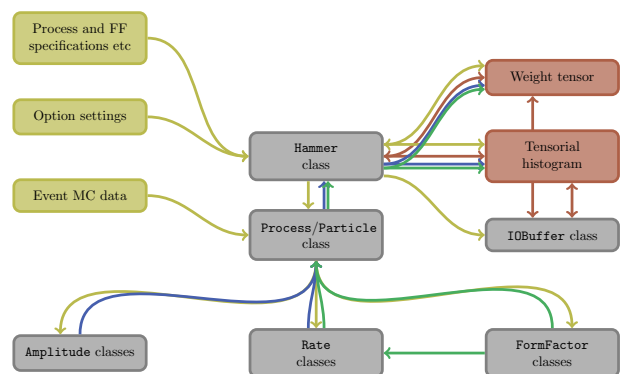 Process and FF
specifications etc
Weight tensor
Option settings
Hammer
class
Tensorial
histogram
Event MC data
Process/Particle
class
IOBuffer class
Amplitude classes
Rate
classes
FormFactor
classes